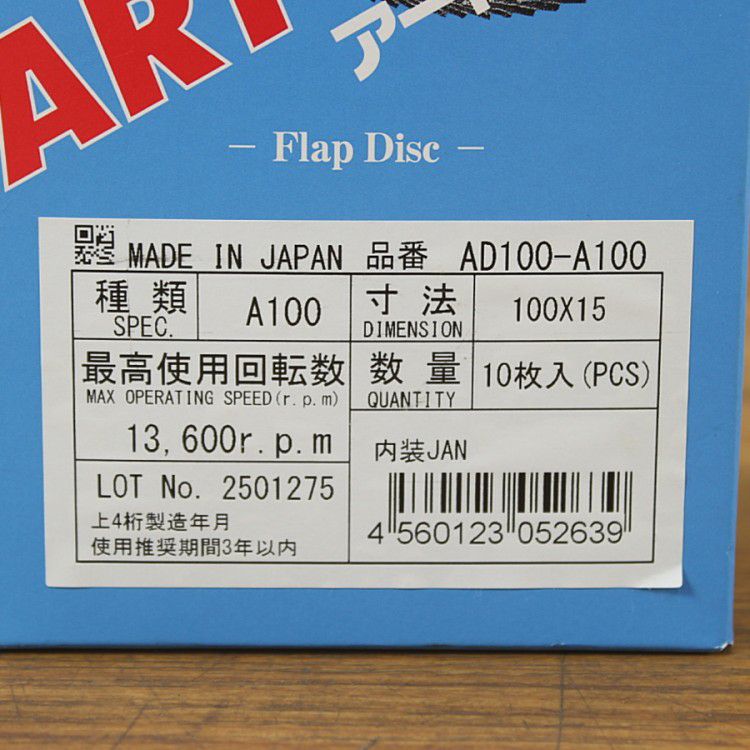 ART
アー
— Flap Disc —
MADE IN JAPAN 品番 AD100-A100
種類 SPEC. A100 寸法 DIMENSION 100X15
最高使用回転数 数量 10枚入(PCS)
MAX OPERATING SPEED(r.p.m) QUANTITY
13,600r.p.m
内装JAN
LOT No. 2501275
上4桁製造年月
使用推奨期間3年以内
4 560123 052639